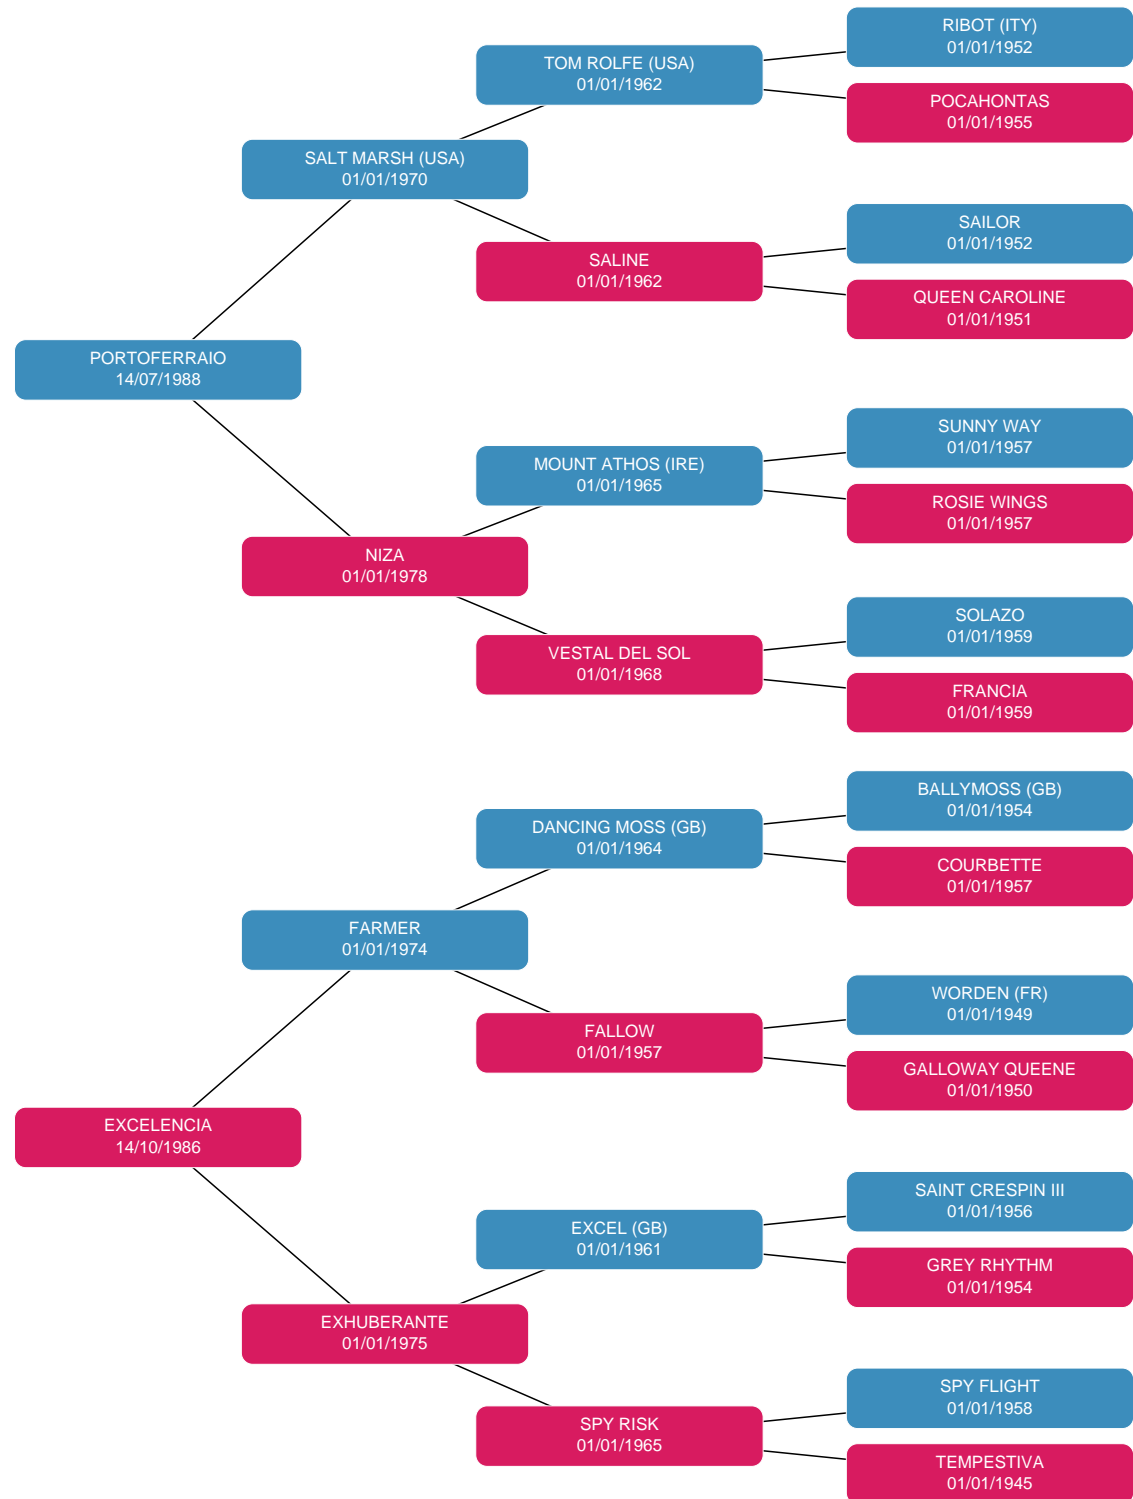 RIBOT (ITY)
01/01/1952
TOM ROLFE (USA)
01/01/1962
POCAHONTAS
01/01/1955
SALT MARSH (USA)
01/01/1970
SAILOR
01/01/1952
SALINE
01/01/1962
QUEEN CAROLINE
01/01/1951
PORTOFERRAIO
14/07/1988
SUNNY WAY
01/01/1957
MOUNT ATHOS (IRE)
01/01/1965
ROSIE WINGS
01/01/1957
NIZA
01/01/1978
SOLAZO
01/01/1959
VESTAL DEL SOL
01/01/1968
FRANCIA
01/01/1959
BALLYMOSS (GB)
01/01/1954
DANCING MOSS (GB)
01/01/1964
COURBETTE
01/01/1957
FARMER
01/01/1974
WORDEN (FR)
01/01/1949
FALLOW
01/01/1957
GALLOWAY QUEENE
01/01/1950
EXCELENCIA
14/10/1986
SAINT CRESPIN III
01/01/1956
EXCEL (GB)
01/01/1961
GREY RHYTHM
01/01/1954
EXHUBERANTE
01/01/1975
SPY FLIGHT
01/01/1958
SPY RISK
01/01/1965
TEMPESTIVA
01/01/1945